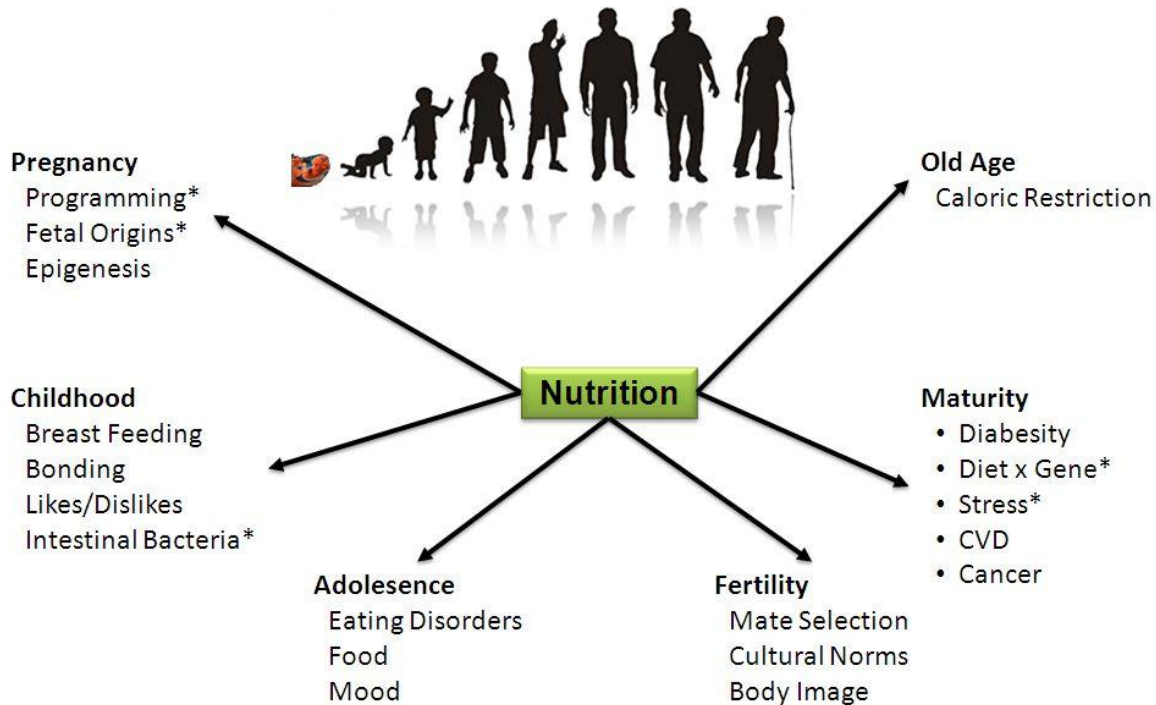 Pregnancy
Programming*
Fetal Origins*
Epigenesis
Old Age
Caloric Restriction
Nutrition
Childhood
Breast Feeding
Bonding
Likes/Dislikes
Intestinal Bacteria*
Maturity
• Diabesity
• Diet x Gene*
• Stress*
• CVD
• Cancer
Adolesence
Eating Disorders
Food
Mood
Fertility
Mate Selection
Cultural Norms
Body Image